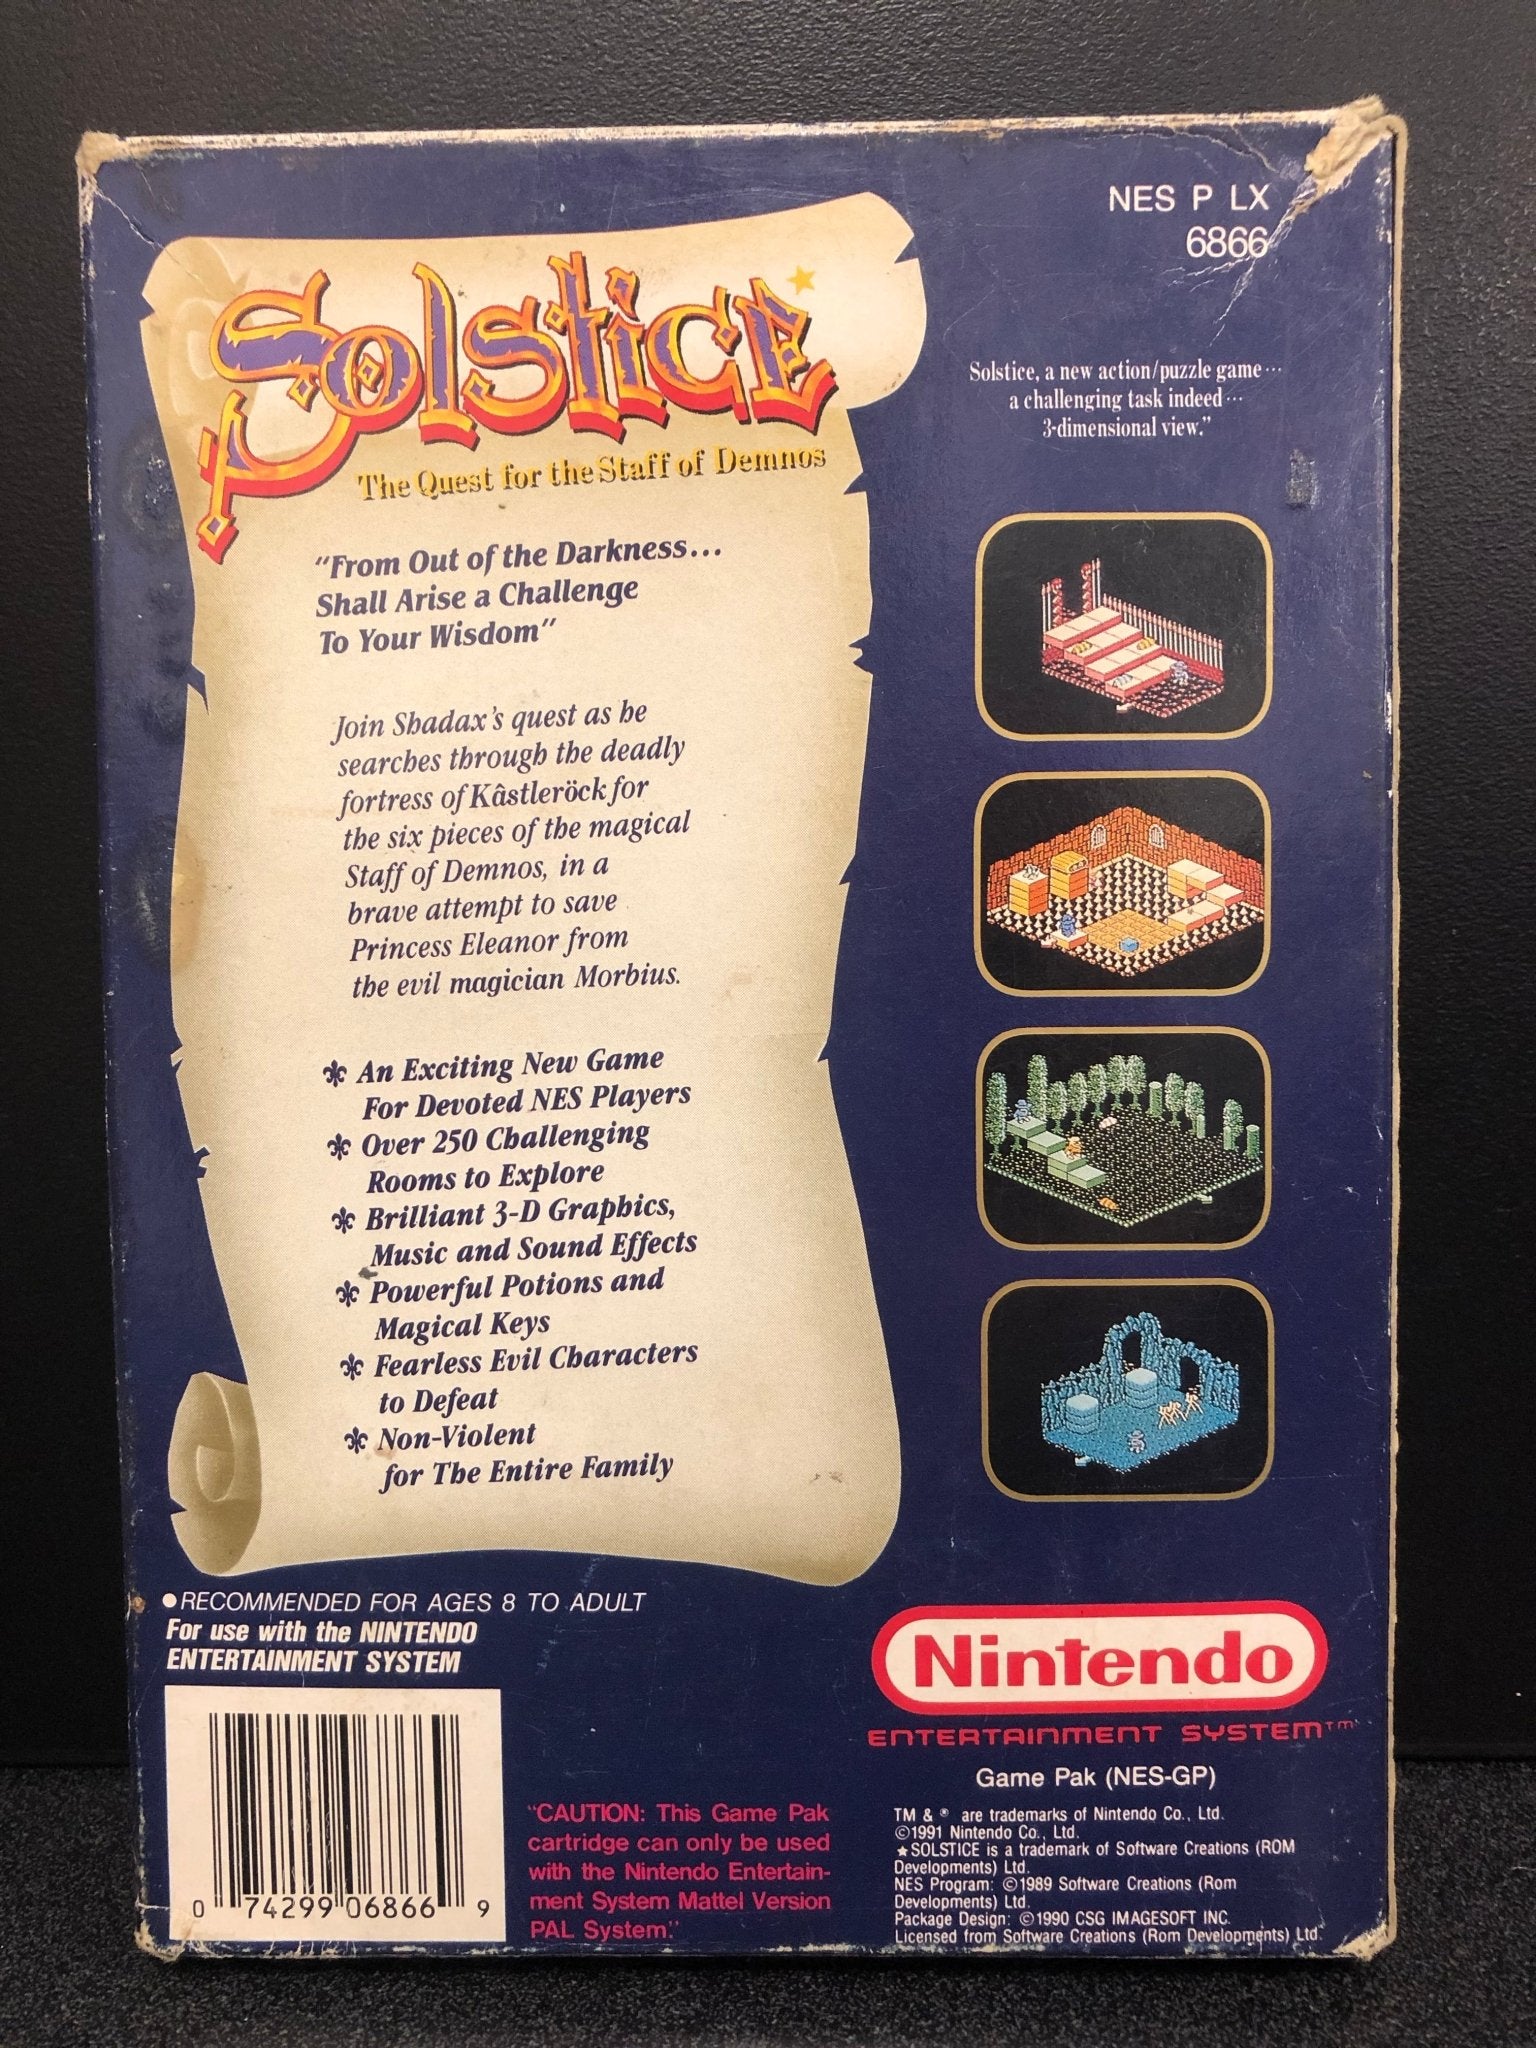 NES P LX
6866
Solstice
The Quest for the Staff of Demnos
"From Out of the Darkness...
Shall Arise a Challenge
To Your Wisdom"
Join Shadax's quest as he
searches through the deadly
fortress of Kâstleröck for
the six pieces of the magical
Staff of Demnos, in a
brave attempt to save
Princess Eleanor from
the evil magician Morbius.
An Exciting New Game
For Devoted NES Players
Over 250 Challenging
Rooms to Explore
Brilliant 3-D Graphics,
Music and Sound Effects
Powerful Potions and
Magical Keys
Fearless Evil Characters
to Defeat
Non-Violent
for The Entire Family
Solstice, a new action/puzzle game...
a challenging task indeed...
3-dimensional view."
● RECOMMENDED FOR AGES 8 TO ADULT
For use with the NINTENDO
ENTERTAINMENT SYSTEM
0 74299 06866 9
"CAUTION: This Game Pak
cartridge can only be used
with the Nintendo Entertain-
ment System Mattel Version
PAL System."
Nintendo
ENTERTAINMENT SYSTEM™
Game Pak (NES-GP)
TM & ® are trademarks of Nintendo Co., Ltd.
©1991 Nintendo Co., Ltd.
★SOLSTICE is a trademark of Software Creations (ROM
Developments) Ltd.
NES Program: ©1989 Software Creations (Rom
Developments) Ltd.
Package Design: ©1990 CSG IMAGESOFT INC.
Licensed from Software Creations (Rom Developments) Ltd.